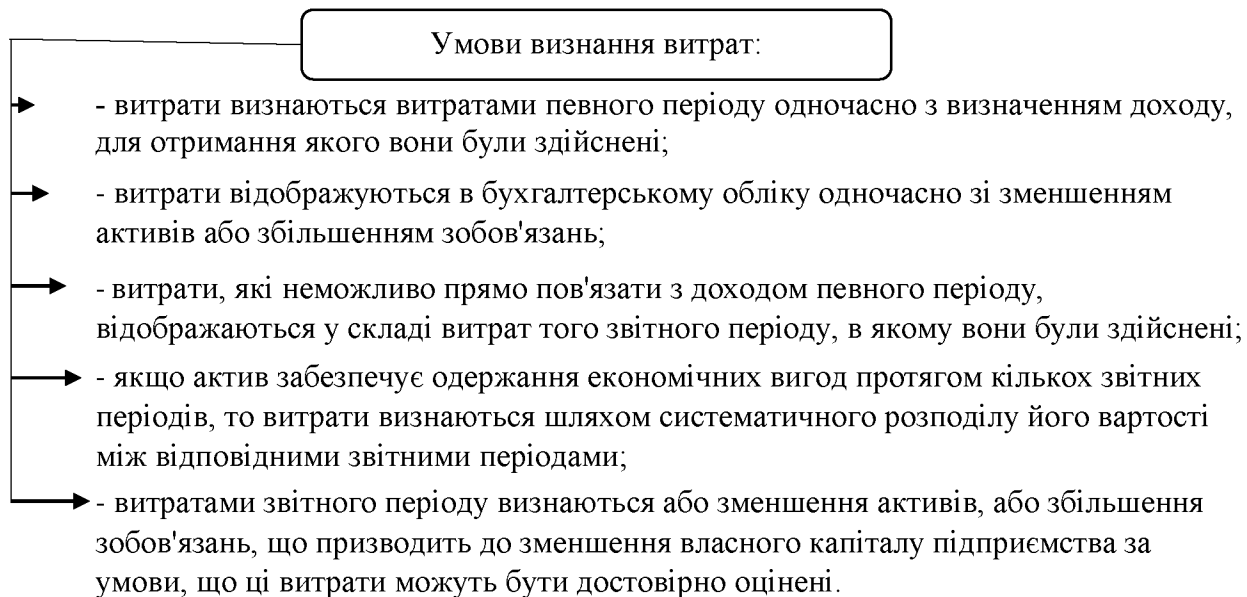 Умови визнання витрат:
- витрати визнаються витратами певного періоду одночасно з визначенням доходу,
для отримання якого вони були здійснені;
- витрати відображуються в бухгалтерському обліку одночасно зі зменшенням
активів або збільшенням зобов'язань;
- витрати, які неможливо прямо пов'язати з доходом певного періоду,
відображаються у складі витрат того звітного періоду, в якому вони були здійснені;
- якщо актив забезпечує одержання економічних вигод протягом кількох звітних
періодів, то витрати визнаються шляхом систематичного розподілу його вартості
між відповідними звітними періодами;
- витратами звітного періоду визнаються або зменшення активів, або збільшення
зобов'язань, що призводить до зменшення власного капіталу підприємства за
умови, що ці витрати можуть бути достовірно оцінені.